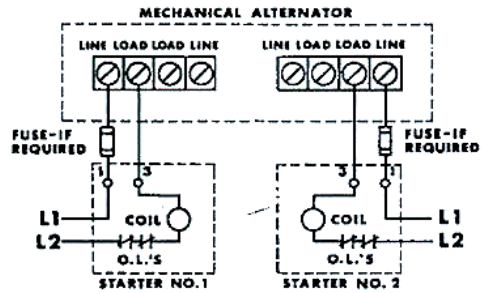 MECHANICAL ALTERNATOR
LINE LOAD LOAD LINE
LINE LOAD LOAD LINE
FUSE-IF
REQUIRED
FUSE-IF
REQUIRED
1 3
3 1
L1
COIL
COIL
L1
L2
L2
O.L.'S
O.L.'S
STARTER NO.1
STARTER NO. 2